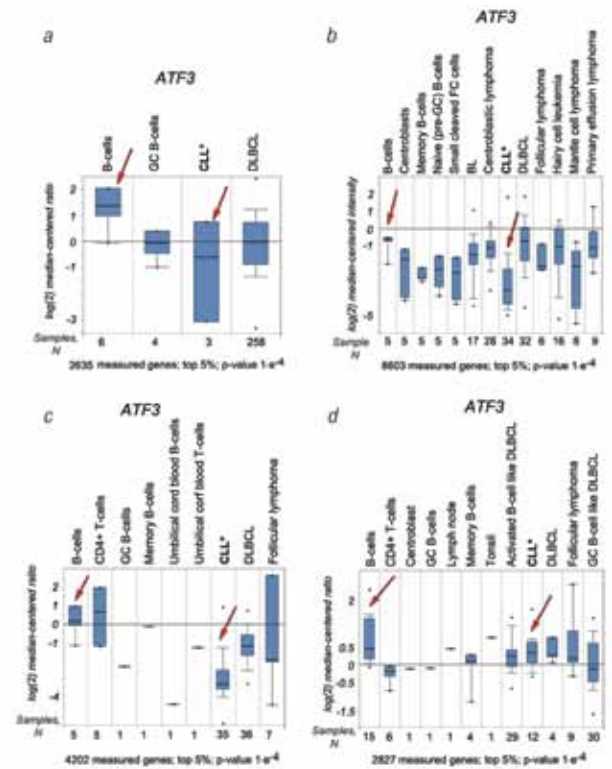 a
ATF3
B-cells
GC B-cells
CLL*
DLBCL
log(2) median-centered ratio
2
1
0
-1
-3
Samples, N
6
4
3
258
2635 measured genes; top 5%; p-value 1·e-4
b
ATF3
B-cells
Centroblasts
Memory B-cells
Naive (pre-GC) B-cells
Small cleaved FC cells
BL
Centroblastic lymphoma
CLL*
DLBCL
Follicular lymphoma
Hairy cell leukemia
Mantle cell lymphoma
Primary effusion lymphoma
log(2) median-centered intensity
2
0
-1
-5
Sample N
5
5
5
5
5
17
28
34
32
6
16
8
9
8603 measured genes; top 5%; p-value 1·e-4
c
ATF3
B-cells
CD4+ T-cells
GC B-cells
Memory B-cells
Umbilical cord blood B-cells
Umbilical corf blood T-cells
CLL*
DLBCL
Follicular lymphoma
log(2) median-centered ratio
2
0
-1
-4
Samples, N
5
5
1
1
1
1
35
36
7
4202 measured genes; top 5%; p-value 1·e-4
d
ATF3
B-cells
CD4+ T-cells
Centroblast
GC B-cells
Lymph node
Memory B-cells
Tonsil
Activated B-cell like DLBCL
CLL*
DLBCL
Follicular lymphoma
GC B-cell like DLBCL
log(2) median-centered ratio
2
0.5
0
-0.5
-1.5
Samples, N
15
6
1
1
1
4
1
29
12
4
9
30
2827 measured genes; top 5%; p-value 1·e-4